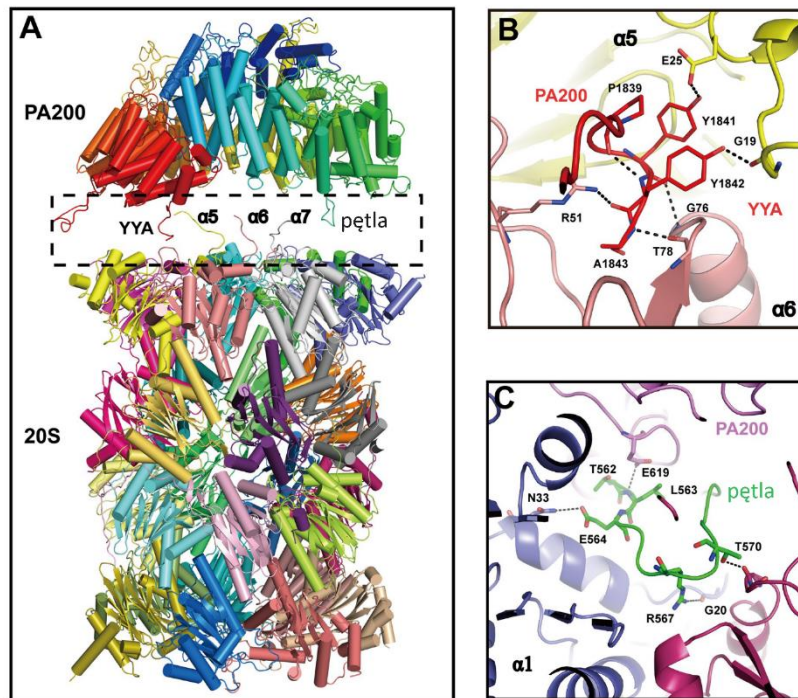 A
PA200
YYA α5 α6 α7 pętla
20S
B
α5
E25
P1839
PA200
Y1841
G19
Y1842
YYA
R51
G76
T78
A1843
α6
C
PA200
T562
E619
L563
pętla
N33
E564
T570
R567
G20
α1